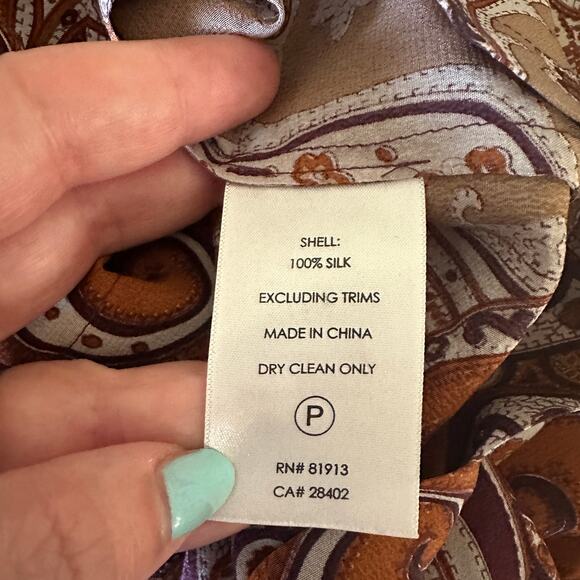 SHELL:
100% SILK
EXCLUDING TRIMS
MADE IN CHINA
DRY CLEAN ONLY
P
RN# 81913
CA# 28402